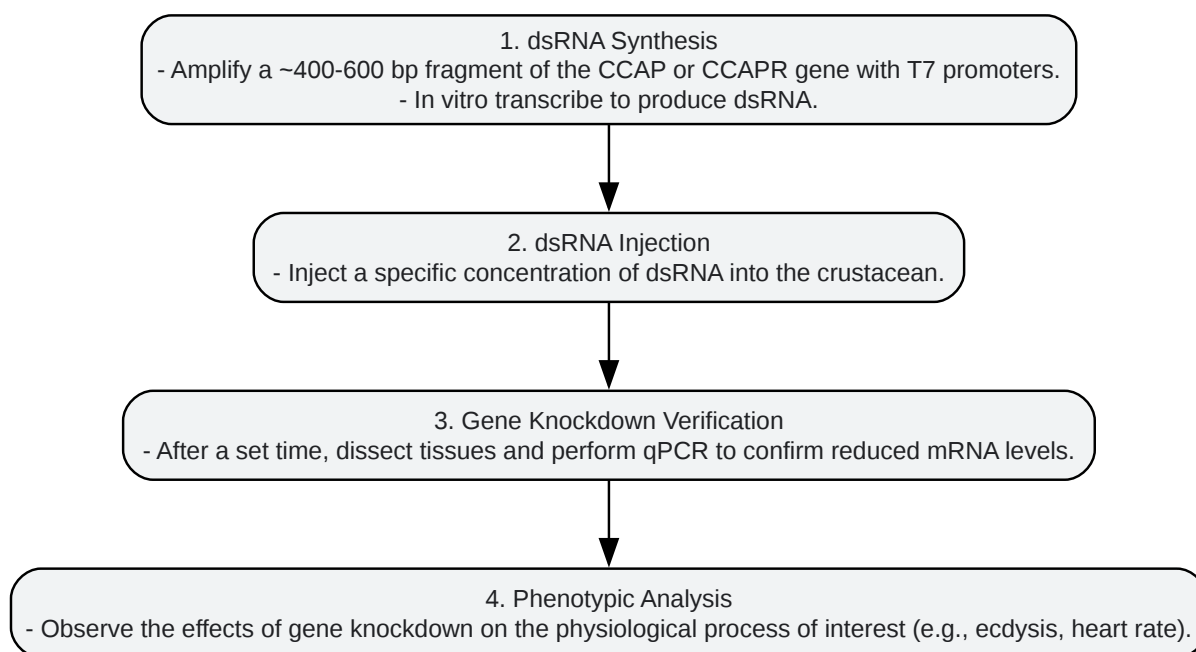 1. dsRNA Synthesis
- Amplify a ~400-600 bp fragment of the CCAP or CCAPR gene with T7 promoters.
- In vitro transcribe to produce dsRNA.
2. dsRNA Injection
- Inject a specific concentration of dsRNA into the crustacean.
3. Gene Knockdown Verification
- After a set time, dissect tissues and perform qPCR to confirm reduced mRNA levels.
4. Phenotypic Analysis
- Observe the effects of gene knockdown on the physiological process of interest (e.g., ecdysis, heart rate).